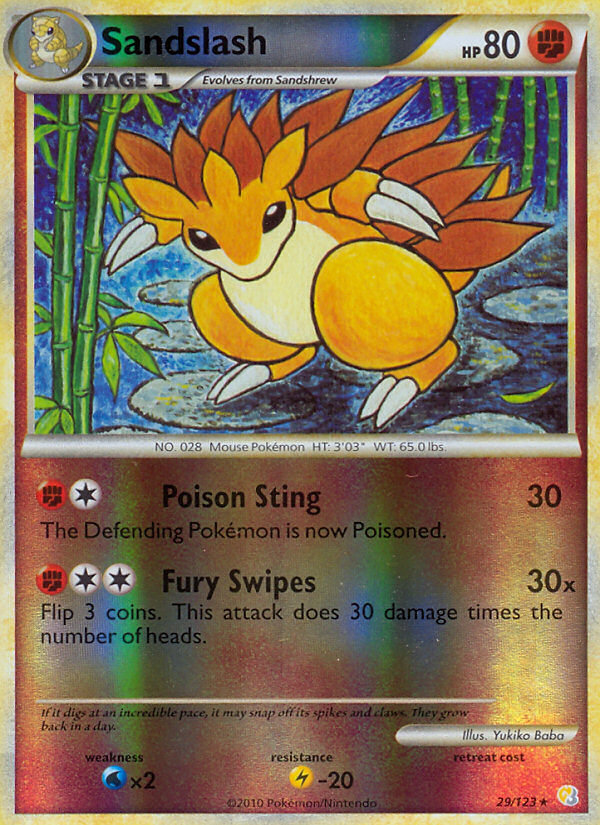 Sandslash
HP 80
STAGE 1
Evolves from Sandshrew
NO. 028 Mouse Pokémon HT: 3'03" WT: 65.0 lbs.
Poison Sting 30
The Defending Pokémon is now Poisoned.
Fury Swipes 30x
Flip 3 coins. This attack does 30 damage times the
number of heads.
If it digs at an incredible pace, it may snap off its spikes and claws. They grow
back in a day.
Illus. Yukiko Baba
weakness resistance retreat cost
×2 -20
©2010 Pokémon/Nintendo 29/123★